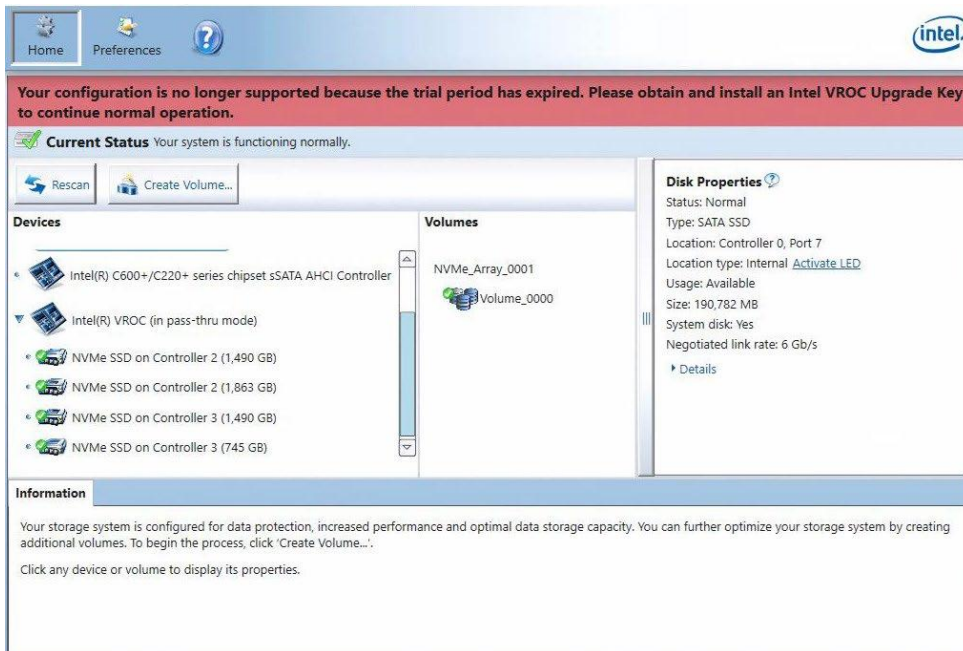 Home
Preferences
intel
Your configuration is no longer supported because the trial period has expired. Please obtain and install an Intel VROC Upgrade Key
to continue normal operation.
Current Status Your system is functioning normally.
Rescan
Create Volume...
Devices
Intel(R) C600+/C220+ series chipset sSATA AHCI Controller
Intel(R) VROC (in pass-thru mode)
NVMe SSD on Controller 2 (1,490 GB)
NVMe SSD on Controller 2 (1,863 GB)
NVMe SSD on Controller 3 (1,490 GB)
NVMe SSD on Controller 3 (745 GB)
Volumes
NVMe_Array_0001
Volume_0000
Disk Properties
Status: Normal
Type: SATA SSD
Location: Controller 0, Port 7
Location type: Internal Activate LED
Usage: Available
Size: 190,782 MB
System disk: Yes
Negotiated link rate: 6 Gb/s
Details
Information
Your storage system is configured for data protection, increased performance and optimal data storage capacity. You can further optimize your storage system by creating
additional volumes. To begin the process, click 'Create Volume...'.
Click any device or volume to display its properties.